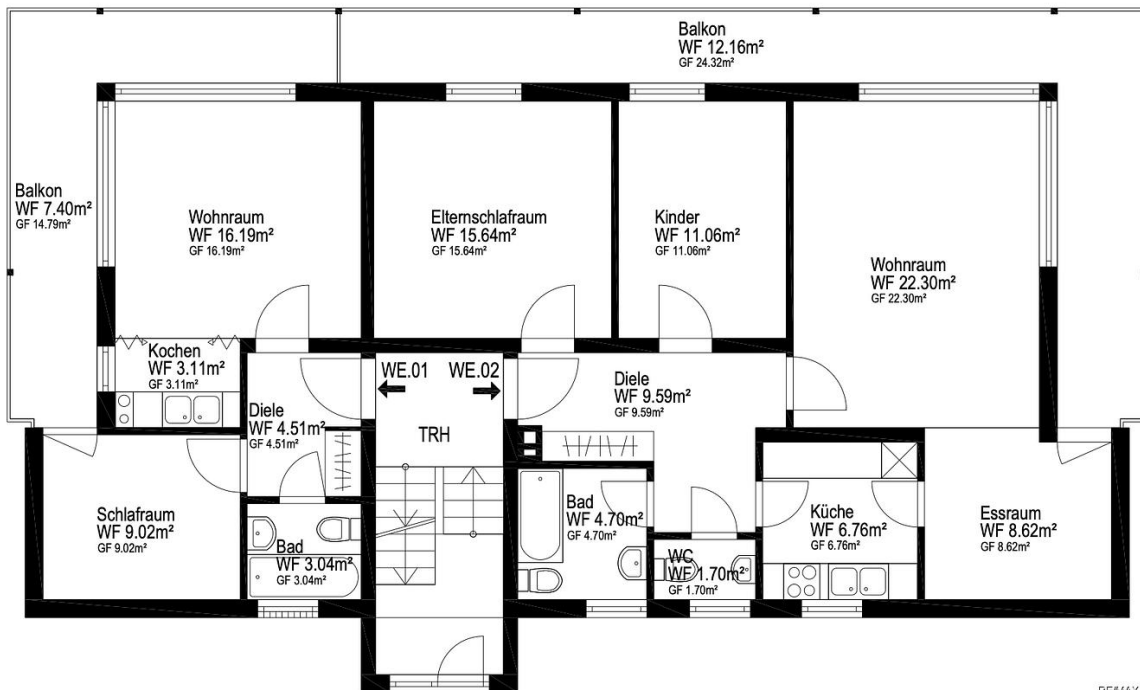 Balkon
WF 12.16m²
GF 24.32m²
Balkon
WF 7.40m²
GF 14.79m²
Wohnraum
WF 16.19m²
GF 16.19m²
Elternschlafraum
WF 15.64m²
GF 15.64m²
Kinder
WF 11.06m²
GF 11.06m²
Wohnraum
WF 22.30m²
GF 22.30m²
Kochen
WF 3.11m²
GF 3.11m²
Diele
WF 4.51m²
GF 4.51m²
WE.01
WE.02
TRH
Diele
WF 9.59m²
GF 9.59m²
Schlafraum
WF 9.02m²
GF 9.02m²
Bad
WF 3.04m²
GF 3.04m²
Bad
WF 4.70m²
GF 4.70m²
WC
WF 1.70m²
GF 1.70m²
Küche
WF 6.76m²
GF 6.76m²
Essraum
WF 8.62m²
GF 8.62m²